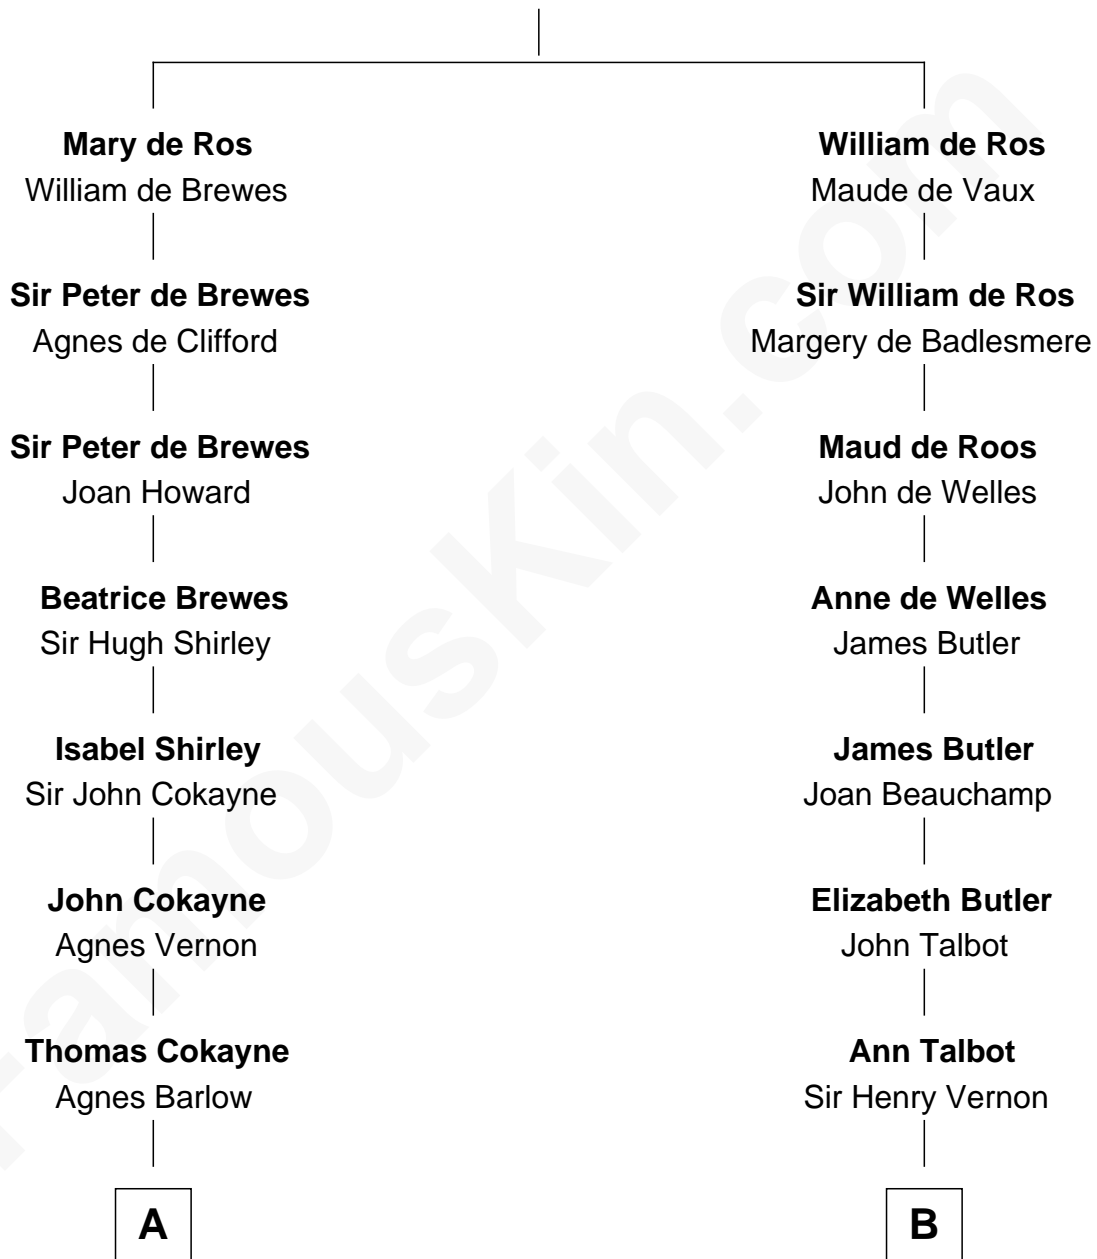 Mary de Ros
William de Brewes
Sir Peter de Brewes
Agnes de Clifford
Sir Peter de Brewes
Joan Howard
Beatrice Brewes
Sir Hugh Shirley
Isabel Shirley
Sir John Cokayne
John Cokayne
Agnes Vernon
Thomas Cokayne
Agnes Barlow
A
William de Ros
Maude de Vaux
Sir William de Ros
Margery de Badlesmere
Maud de Roos
John de Welles
Anne de Welles
James Butler
James Butler
Joan Beauchamp
Elizabeth Butler
John Talbot
Ann Talbot
Sir Henry Vernon
B
FamousKin.com